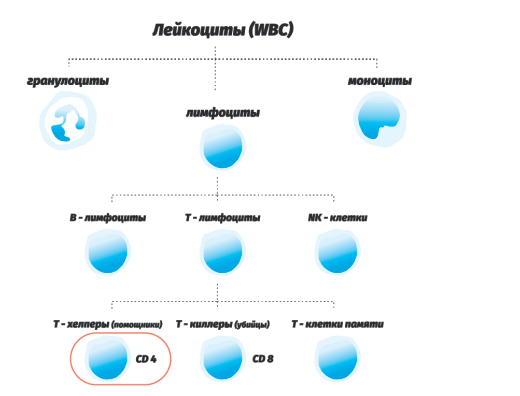 Лейкоциты (WBC)
гранулоциты
моноциты
лимфоциты
В - лимфоциты
Т - лимфоциты
NK - клетки
Т - хелперы (помощники)
Т - киллеры (убийцы)
Т - клетки памяти
CD 4
CD 8